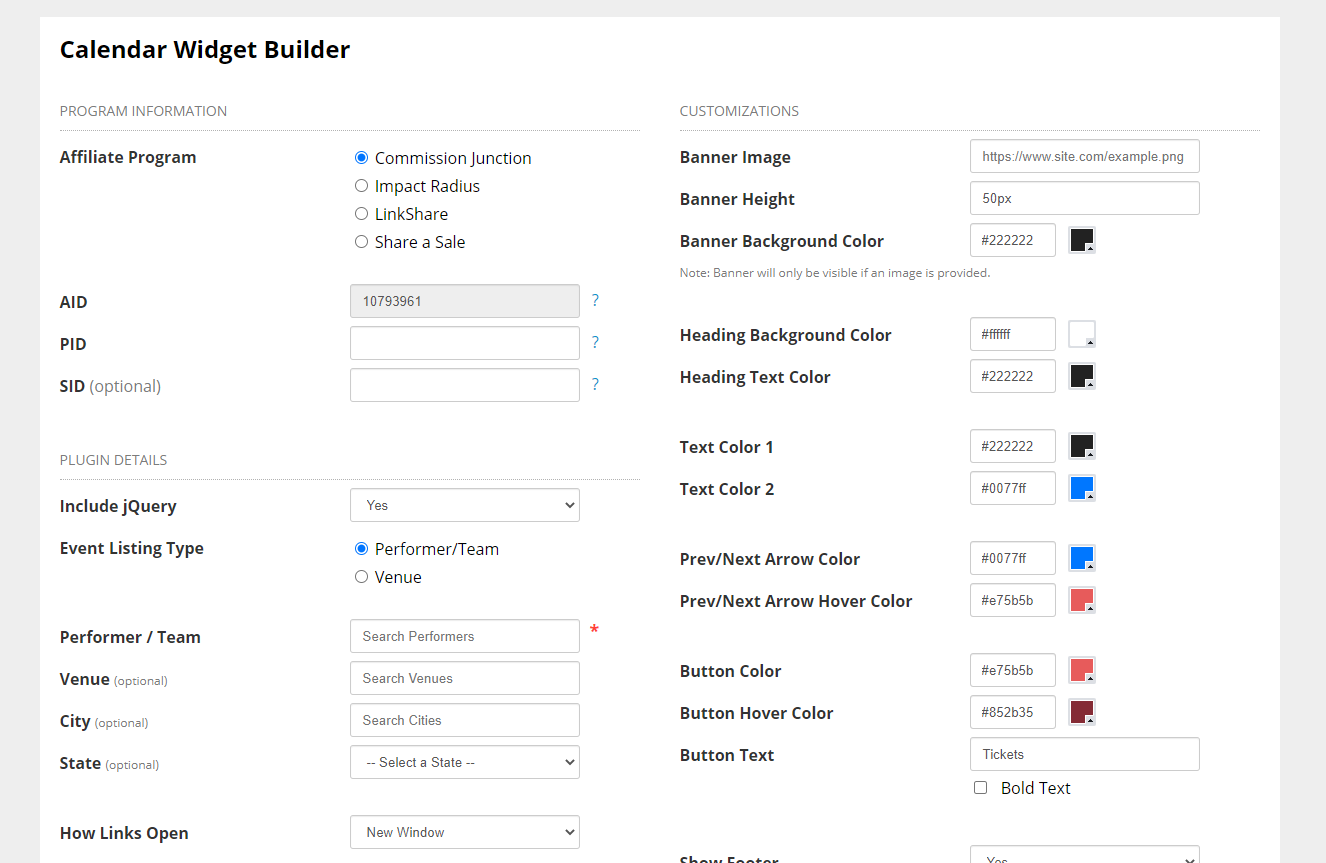 Calendar Widget Builder
PROGRAM INFORMATION
Affiliate Program
Commission Junction
Impact Radius
LinkShare
Share a Sale
AID
10793961
?
PID
?
SID (optional)
?
PLUGIN DETAILS
Include jQuery
Yes
Event Listing Type
Performer/Team
Venue
Performer / Team
Search Performers
*
Venue (optional)
Search Venues
City (optional)
Search Cities
State (optional)
-- Select a State --
How Links Open
New Window
CUSTOMIZATIONS
Banner Image
https://www.site.com/example.png
Banner Height
50px
Banner Background Color
#222222
Note: Banner will only be visible if an image is provided.
Heading Background Color
#ffffff
Heading Text Color
#222222
Text Color 1
#222222
Text Color 2
#0077ff
Prev/Next Arrow Color
#0077ff
Prev/Next Arrow Hover Color
#e75b5b
Button Color
#e75b5b
Button Hover Color
#852b35
Button Text
Tickets
Bold Text
Show Footer
Yes